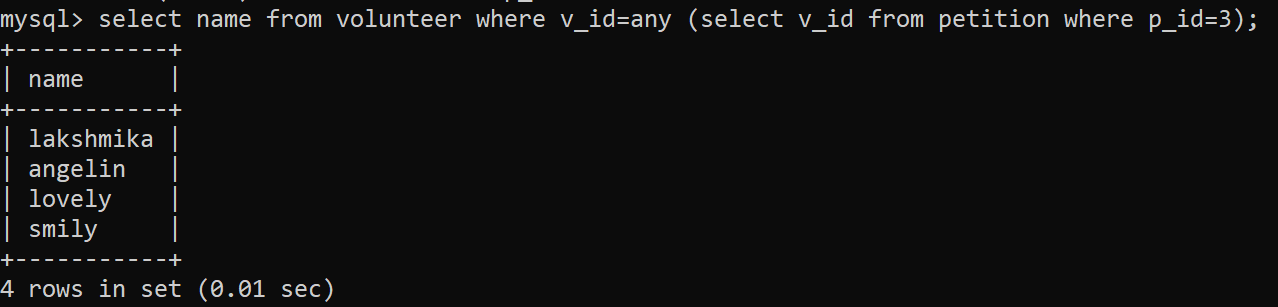 mysql> select name from volunteer where v_id=any (select v_id from petition where p_id=3);
+-----------+
| name      |
+-----------+
| lakshmika |
| angelin   |
| lovely    |
| smily     |
+-----------+
4 rows in set (0.01 sec)